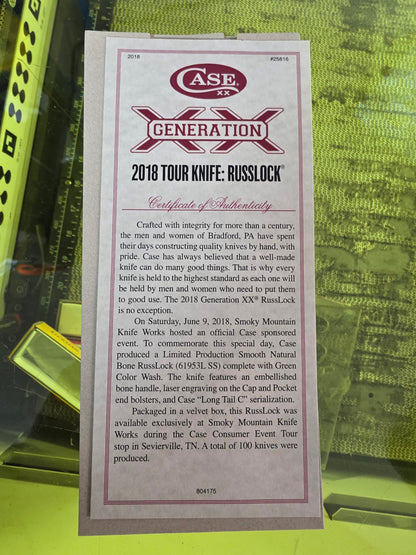 2018
#25816
CASE
XX
XX
GENERATION
2018 TOUR KNIFE: RUSSLOCK®
Certificate of Authenticity
Crafted with integrity for more than a century,
the men and women of Bradford, PA have spent
their days constructing quality knives by hand, with
pride. Case has always believed that a well-made
knife can do many good things. That is why every
knife is held to the highest standard as each one will
be held by men and women who need to put them
to good use. The 2018 Generation XX® RussLock
is no exception.
On Saturday, June 9, 2018, Smoky Mountain
Knife Works hosted an official Case sponsored
event. To commemorate this special day, Case
produced a Limited Production Smooth Natural
Bone RussLock (61953L SS) complete with Green
Color Wash. The knife features an embellished
bone handle, laser engraving on the Cap and Pocket
end bolsters, and Case “Long Tail C” serialization.
Packaged in a velvet box, this RussLock was
available exclusively at Smoky Mountain Knife
Works during the Case Consumer Event Tour
stop in Sevierville, TN. A total of 100 knives were
produced.
804175